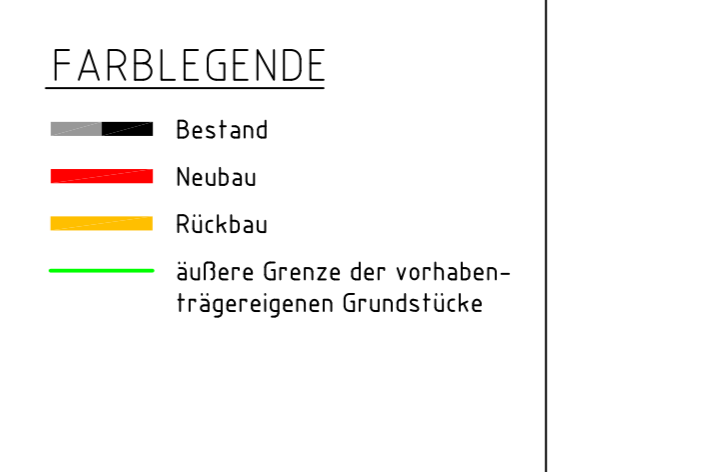 FARBLEGENDE
Bestand
Neubau
Rückbau
äußere Grenze der vorhaben-
trägereigenen Grundstücke